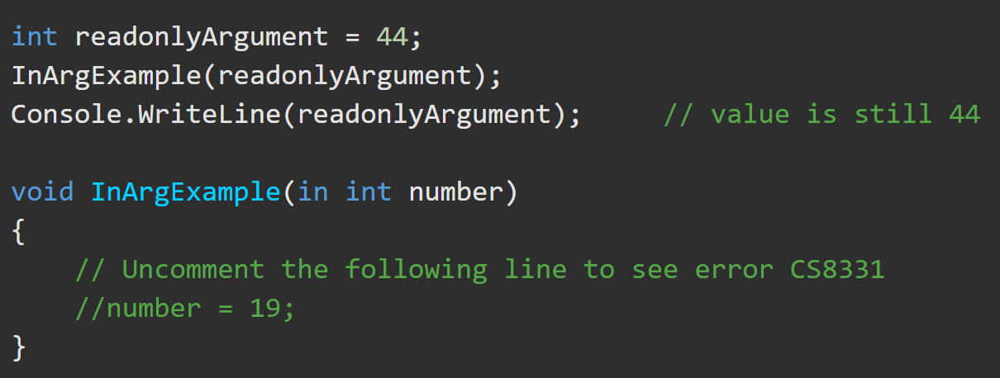 int readonlyArgument = 44;
InArgExample(readonlyArgument);
Console.WriteLine(readonlyArgument);     // value is still 44

void InArgExample(in int number)
{
    // Uncomment the following line to see error CS8331
    //number = 19;
}